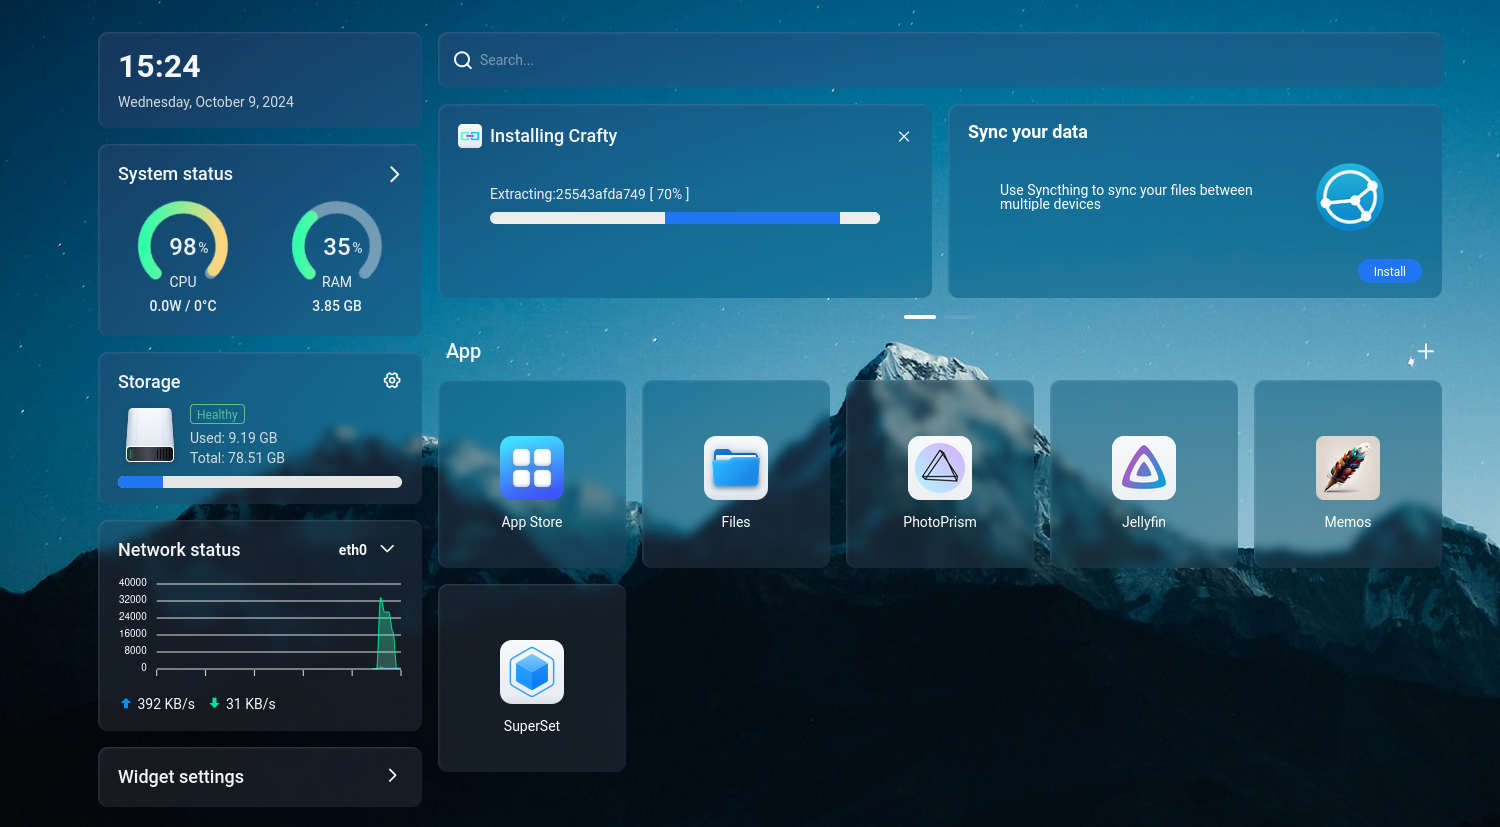 15:24
Wednesday, October 9, 2024
System status
98%
35%
CPU
RAM
0.0W / 0°C
3.85 GB
Storage
Healthy
Used: 9.19 GB
Total: 78.51 GB
Network status
eth0
40000
32000
24000
16000
8000
0
392 KB/s
31 KB/s
Widget settings
Search...
Installing Crafty
Extracting:25543afda749 [ 70% ]
Sync your data
Use Syncthing to sync your files between
multiple devices
Install
App
App Store
Files
PhotoPrism
Jellyfin
Memos
SuperSet